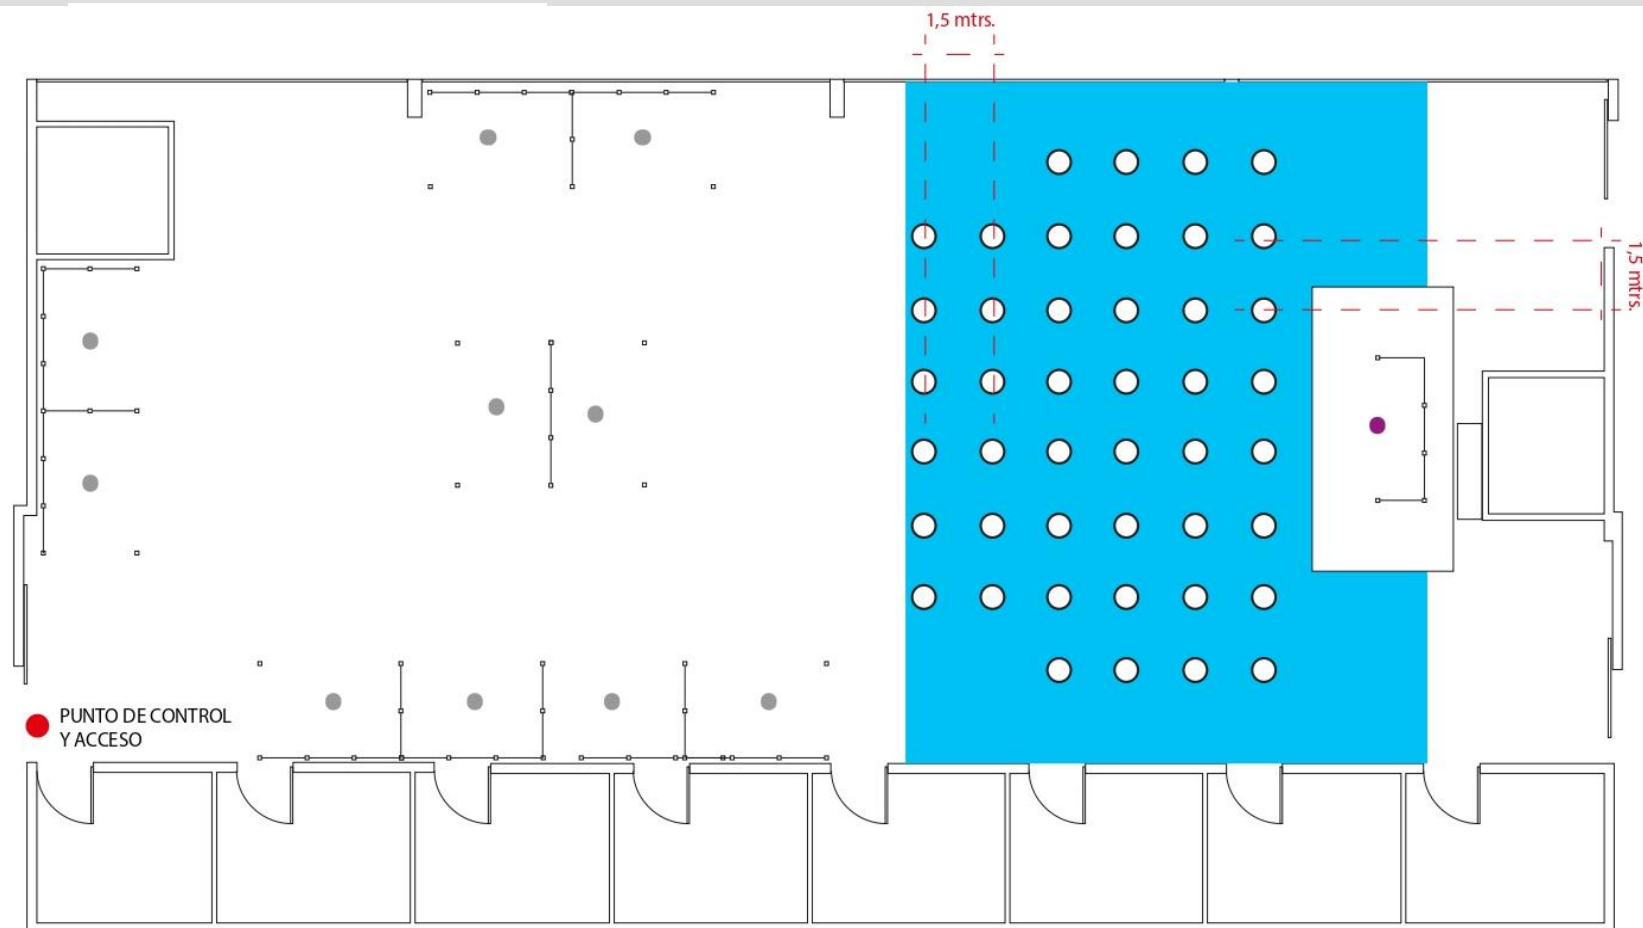 1,5 mtrs.
1,5 mtrs.
PUNTO DE CONTROL
Y ACCESO